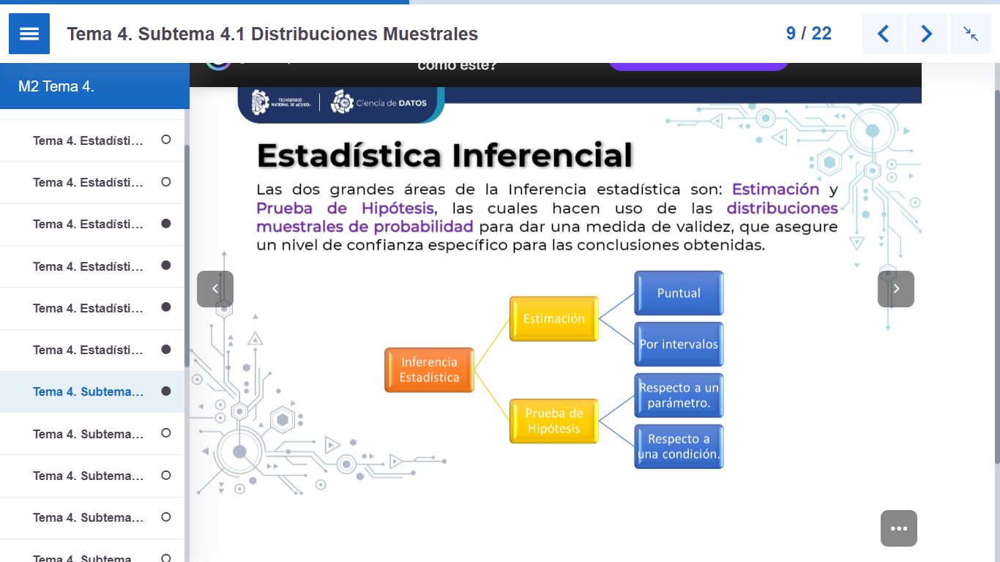 Tema 4. Subtema 4.1 Distribuciones Muestrales
9 / 22
M2 Tema 4.
Tema 4. Estadísti...
Tema 4. Estadísti...
Tema 4. Estadísti...
Tema 4. Estadísti...
Tema 4. Estadísti...
Tema 4. Estadísti...
Tema 4. Subtema...
Tema 4. Subtema...
Tema 4. Subtema...
Tema 4. Subtema...
Tema 4. Subtema
como este?
TECNOLÓGICO
NACIONAL DE MÉXICO
Ciencia de DATOS
Estadística Inferencial
Las dos grandes áreas de la Inferencia estadística son: Estimación y
Prueba de Hipótesis, las cuales hacen uso de las distribuciones
muestrales de probabilidad para dar una medida de validez, que asegure
un nivel de confianza específico para las conclusiones obtenidas.
Inferencia
Estadística
Estimación
Puntual
Por intervalos
Prueba de
Hipótesis
Respecto a un
parámetro.
Respecto a
una condición.